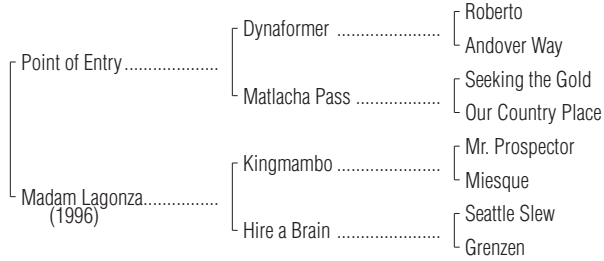 Roberto
Dynaformer ....................
Andover Way
Point of Entry ..................
Seeking the Gold
Matlacha Pass ................
Our Country Place
Mr. Prospector
Kingmambo ....................
Miesque
Madam Lagonza..............
(1996)
Seattle Slew
Hire a Brain ....................
Grenzen